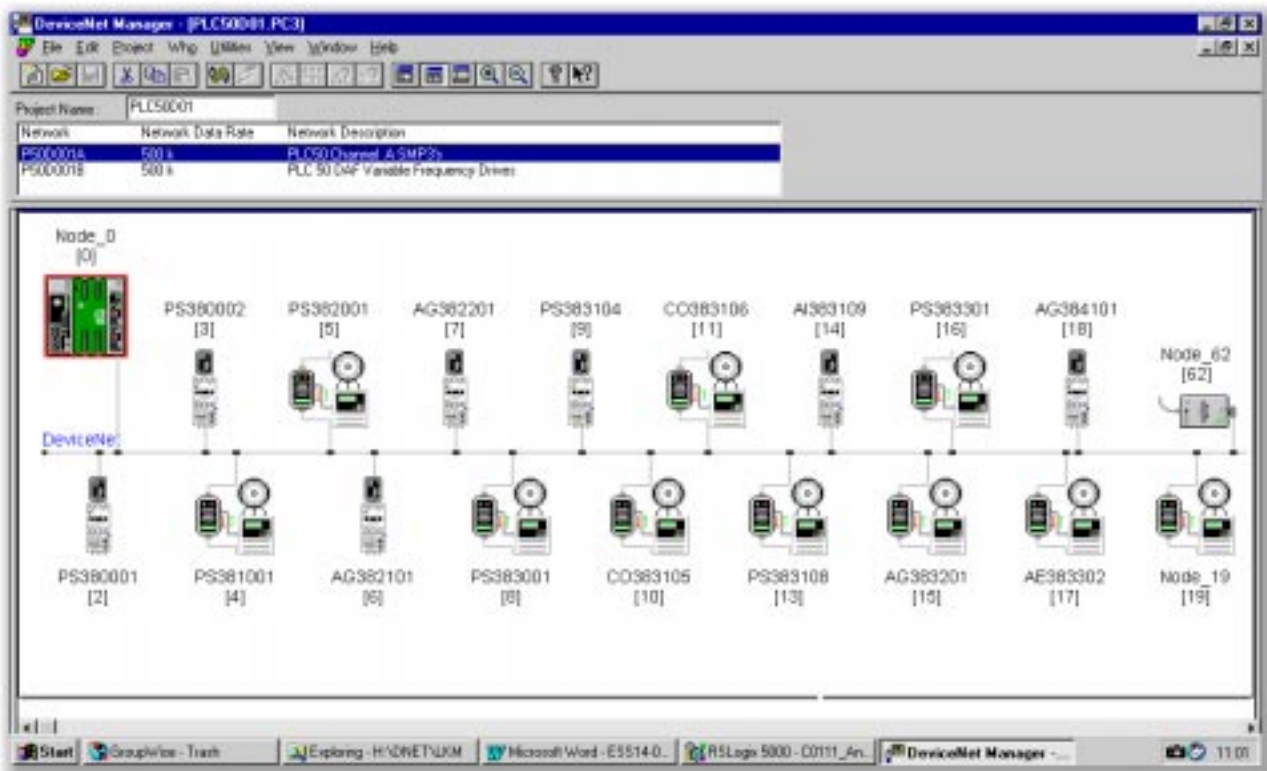 DeviceNet Manager - [PLC50D01.PC3]
File Edit Project Who Utilities View Window Help
Project Name: PLC50D01
Network Network Data Rate Network Description
P50D001A 500 k PLC50 Channel A SMP3's
P50D001B 500 k PLC 50 DAF Variable Frequency Drives
Node_0
[0]
PS380002 PS382001 AG382201 PS383104 CO383106 AI383109 PS383301 AG384101
[3] [5] [7] [9] [11] [14] [16] [18]
Node_62
[62]
DeviceNet
PS380001 PS381001 AG382101 PS383001 CO383105 PS383108 AG383201 AE383302 Node_19
[2] [4] [6] [8] [10] [13] [15] [17] [19]
Start GroupWise - Trash Exploring - H:\DNET\LKM Microsoft Word - ESS14-0... RSLogix 5000 - C0111_An... DeviceNet Manager -... 11:01